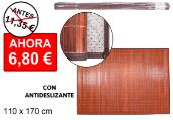 ANTES
11,35 €
AHORA
6,80 €
CON
ANTIDESLIZANTE
110 x 170 cm